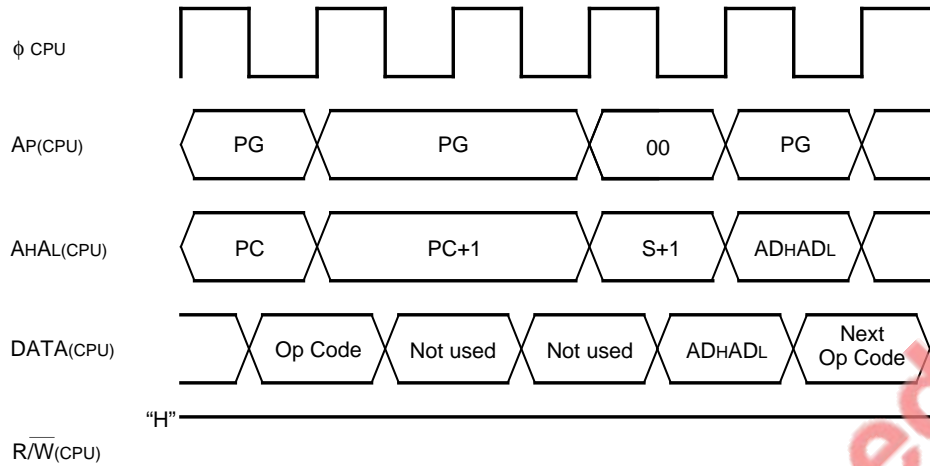 ϕ CPU
AP(CPU) PG PG 00 PG
AHAL(CPU) PC PC+1 S+1 ADHADL
DATA(CPU) Op Code Not used Not used ADHADL Next Op Code
“H”
R/W̅(CPU)